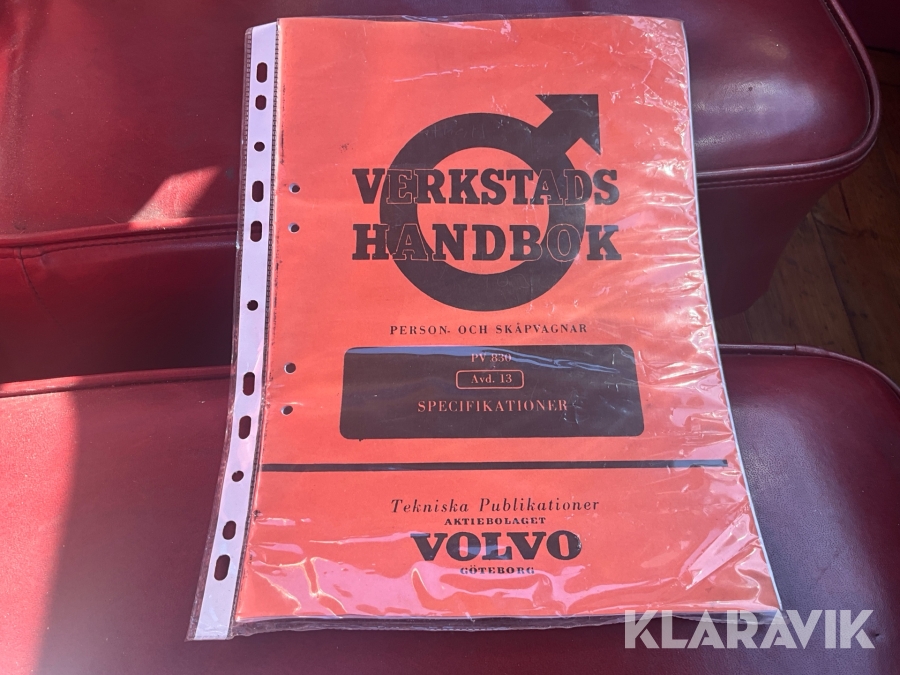 VERKSTADS
HANDBOK
PERSON- OCH SKÅPVAGNAR
PV 830
Avd. 13
SPECIFIKATIONER
Tekniska Publikationer
AKTIEBOLAGET
VOLVO
GÖTEBORG
KLARAVIK